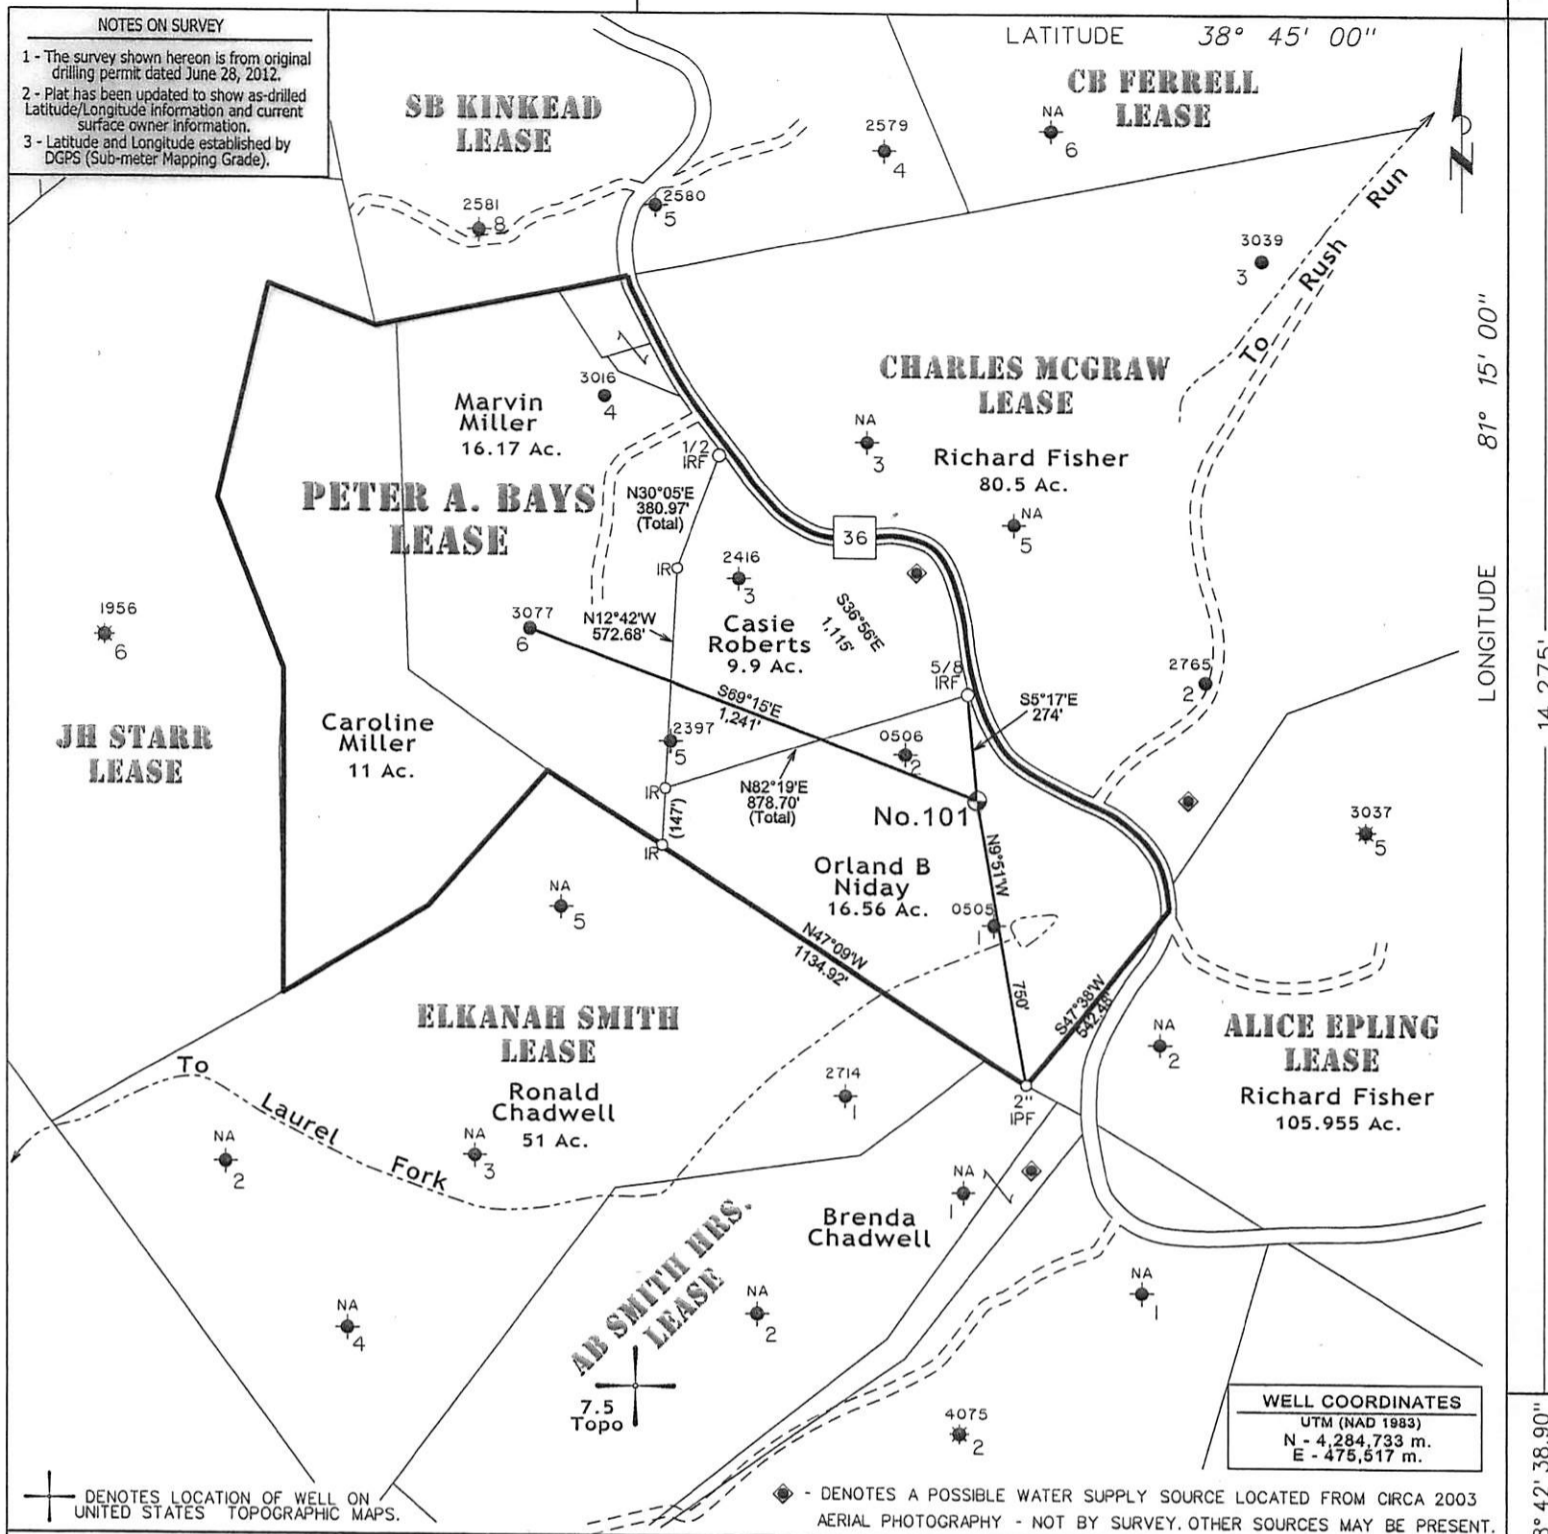 NOTES ON SURVEY
1 - The survey shown hereon is from original
drilling permit dated June 28, 2012.
2 - Plat has been updated to show as-drilled
Latitude/Longitude information and current
surface owner information.
3 - Latitude and Longitude established by
DGPS (Sub-meter Mapping Grade).
LATITUDE 38° 45' 00"
SB KINKEAD
LEASE
CB FERRELL
LEASE
NA
6
2579
4
N
2581
8
2580
5
3039
3
To Rush Run
LONGITUDE 81° 15' 00"
14,275'
CHARLES MCGRAW
LEASE
3016
4
Marvin
Miller
16.17 Ac.
NA
3
Richard Fisher
80.5 Ac.
1/2
IRF
PETER A. BAYS
LEASE
N30°05'E
380.97'
(Total)
NA
5
36
IR
2416
3
1956
6
3077
6
N12°42'W
572.68'
Casie
Roberts
9.9 Ac.
S36°56'E
1,115'
5/8
IRF
2765
2
S69°15'E
1,241'
S5°17'E
274'
JH STARR
LEASE
Caroline
Miller
11 Ac.
2397
5
0506
2
IR
N82°19'E
878.70'
(Total)
(147')
IR
No.101
3037
5
Orland B
Niday
16.56 Ac.
N9°51'W
750'
NA
5
0505
1
N47°09'W
1134.92'
S47°38'W
542.48'
ELKANAH SMITH
LEASE
Ronald
Chadwell
51 Ac.
NA
2
ALICE EPLING
LEASE
Richard Fisher
105.955 Ac.
To Laurel Fork
2714
1
2"
IPF
NA
2
NA
3
NA
1
Brenda
Chadwell
AB SMITH HRS.
LEASE
NA
4
NA
2
NA
1
7.5
Topo
4075
2
WELL COORDINATES
UTM (NAD 1983)
N - 4,284,733 m.
E - 475,517 m.
42' 38.90"
DENOTES LOCATION OF WELL ON
UNITED STATES TOPOGRAPHIC MAPS.
- DENOTES A POSSIBLE WATER SUPPLY SOURCE LOCATED FROM CIRCA 2003
AERIAL PHOTOGRAPHY - NOT BY SURVEY. OTHER SOURCES MAY BE PRESENT.